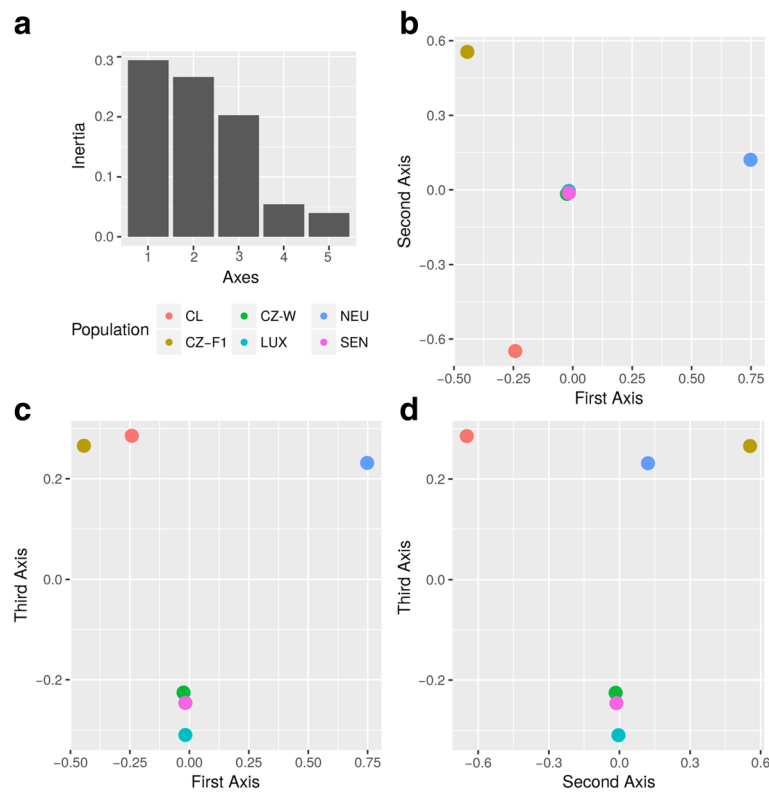 a
0.3
0.2
0.1
0.0
Inertia
1 2 3 4 5
Axes
Population
CL CZ-W NEU
CZ−F1 LUX SEN
b
0.6
0.3
0.0
−0.3
−0.6
Second Axis
−0.50 −0.25 0.00 0.25 0.50 0.75
First Axis
c
0.2
0.0
−0.2
Third Axis
−0.50 −0.25 0.00 0.25 0.50 0.75
First Axis
d
0.2
0.0
−0.2
Third Axis
−0.6 −0.3 0.0 0.3 0.6
Second Axis